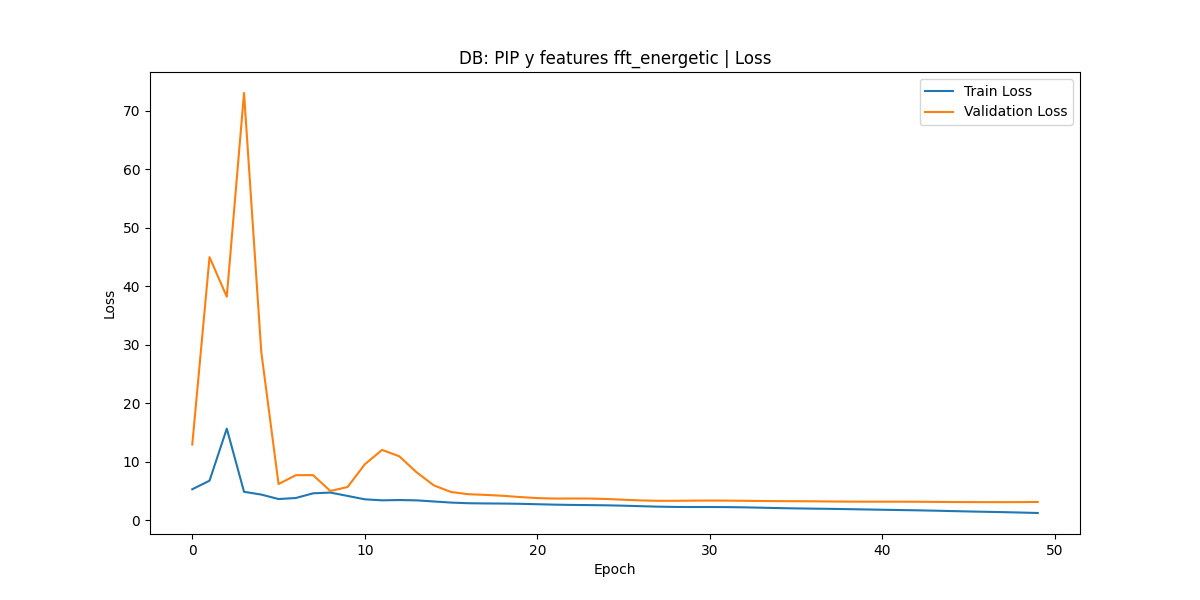 DB: PIP y features fft_energetic | Loss
Train Loss
Validation Loss
Loss
70
60
50
40
30
20
10
0
0 10 20 30 40 50
Epoch